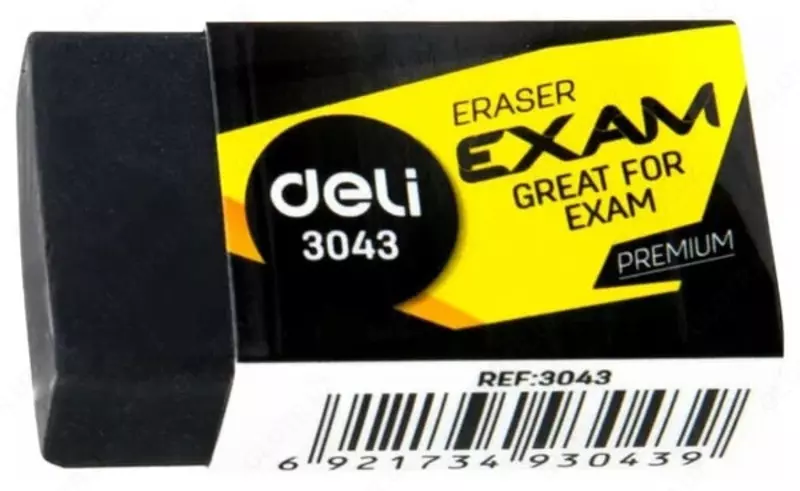 deli
3043
ERASER
EXAM
GREAT FOR
EXAM
PREMIUM
REF:3043
6 921734 930439